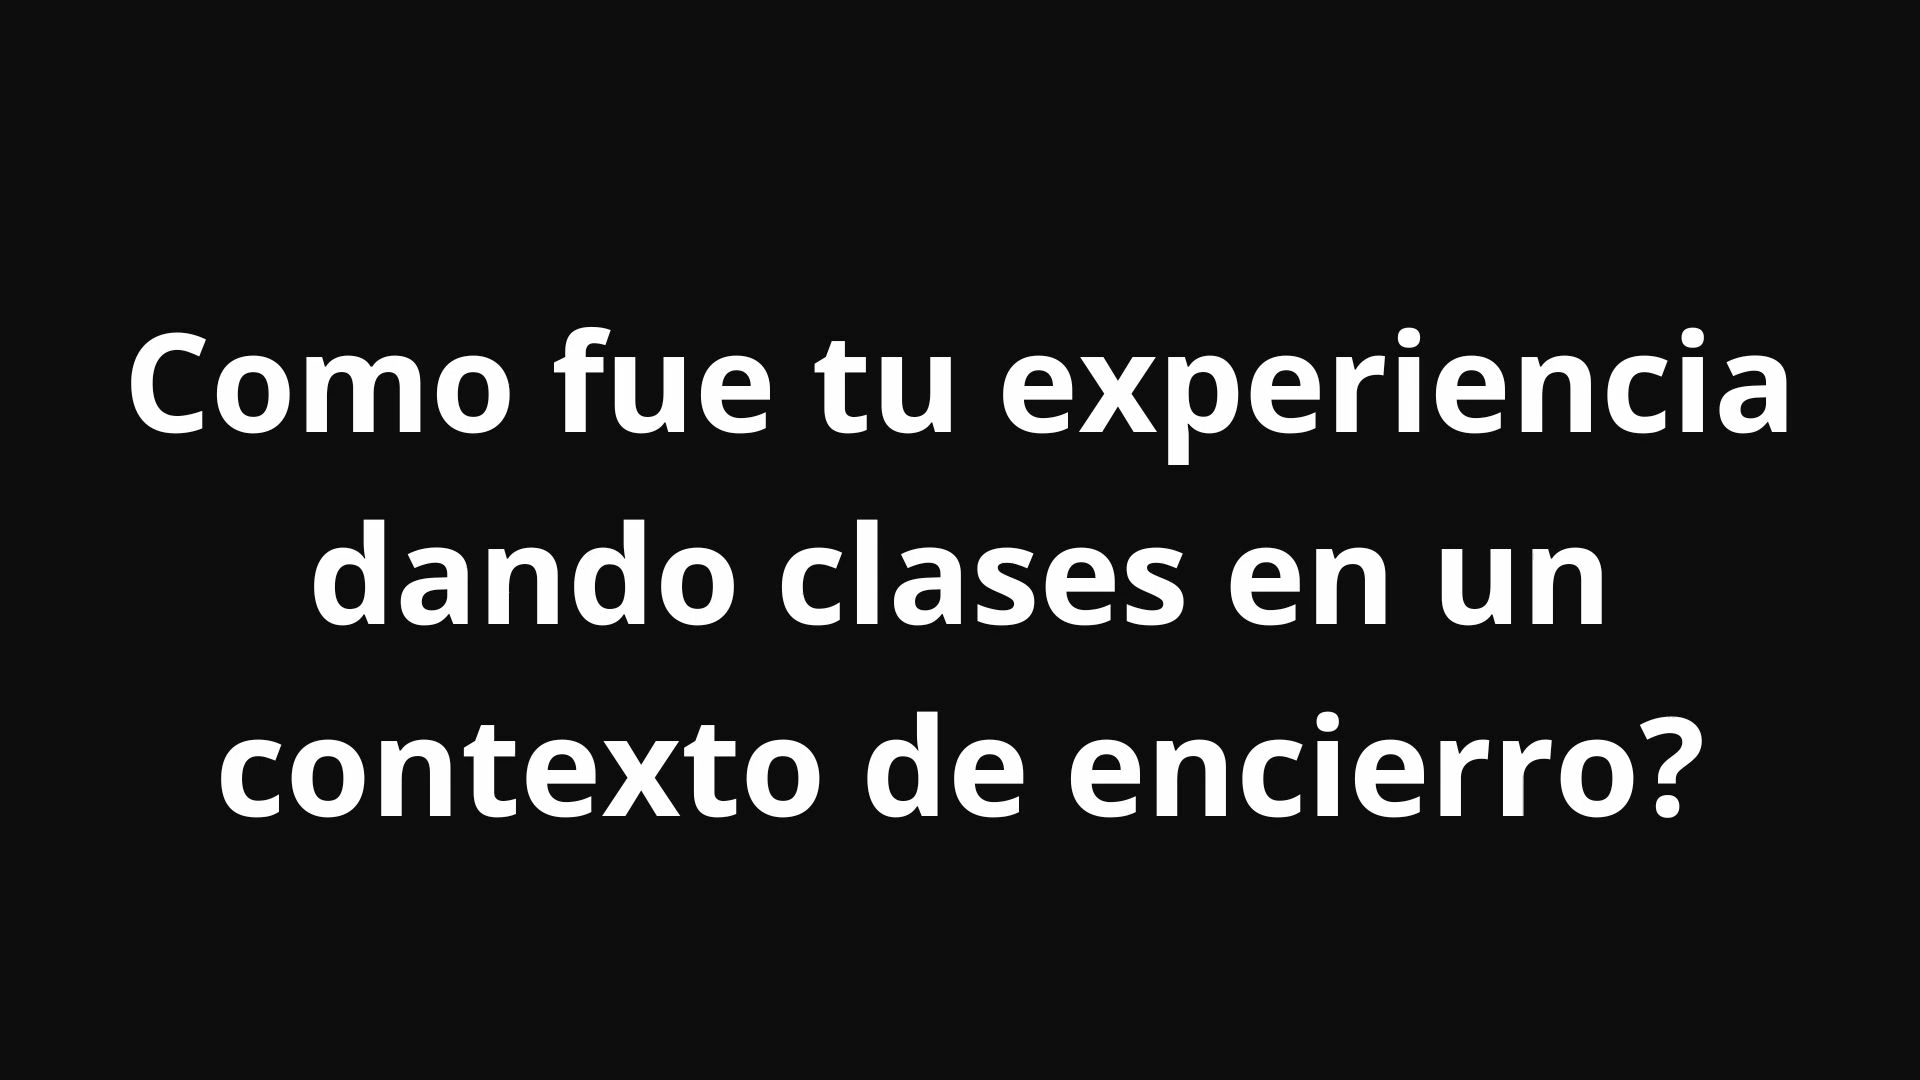 Como fue tu experiencia
dando clases en un
contexto de encierro?